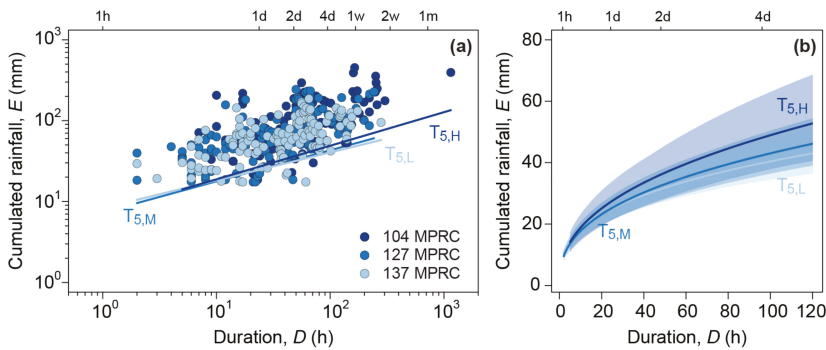 1h 1d 2d 4d 1w 2w 1m
(a)
Cumulated rainfall, E (mm)
10³
10²
10¹
10⁰
T5,H
T5,L
T5,M
104 MPRC
127 MPRC
137 MPRC
10⁰ 10¹ 10² 10³
Duration, D (h)
1h 1d 2d 4d
(b)
Cumulated rainfall, E (mm)
80
60
40
20
0
T5,H
T5,L
T5,M
0 20 40 60 80 100 120
Duration, D (h)